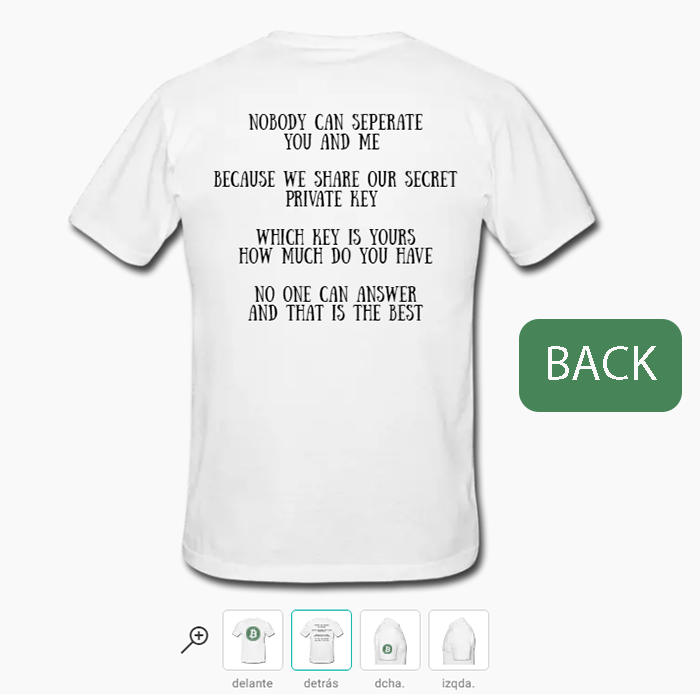 NOBODY CAN SEPERATE
YOU AND ME
BECAUSE WE SHARE OUR SECRET
PRIVATE KEY
WHICH KEY IS YOURS
HOW MUCH DO YOU HAVE
NO ONE CAN ANSWER
AND THAT IS THE BEST
BACK
delante
detrás
dcha.
izqda.